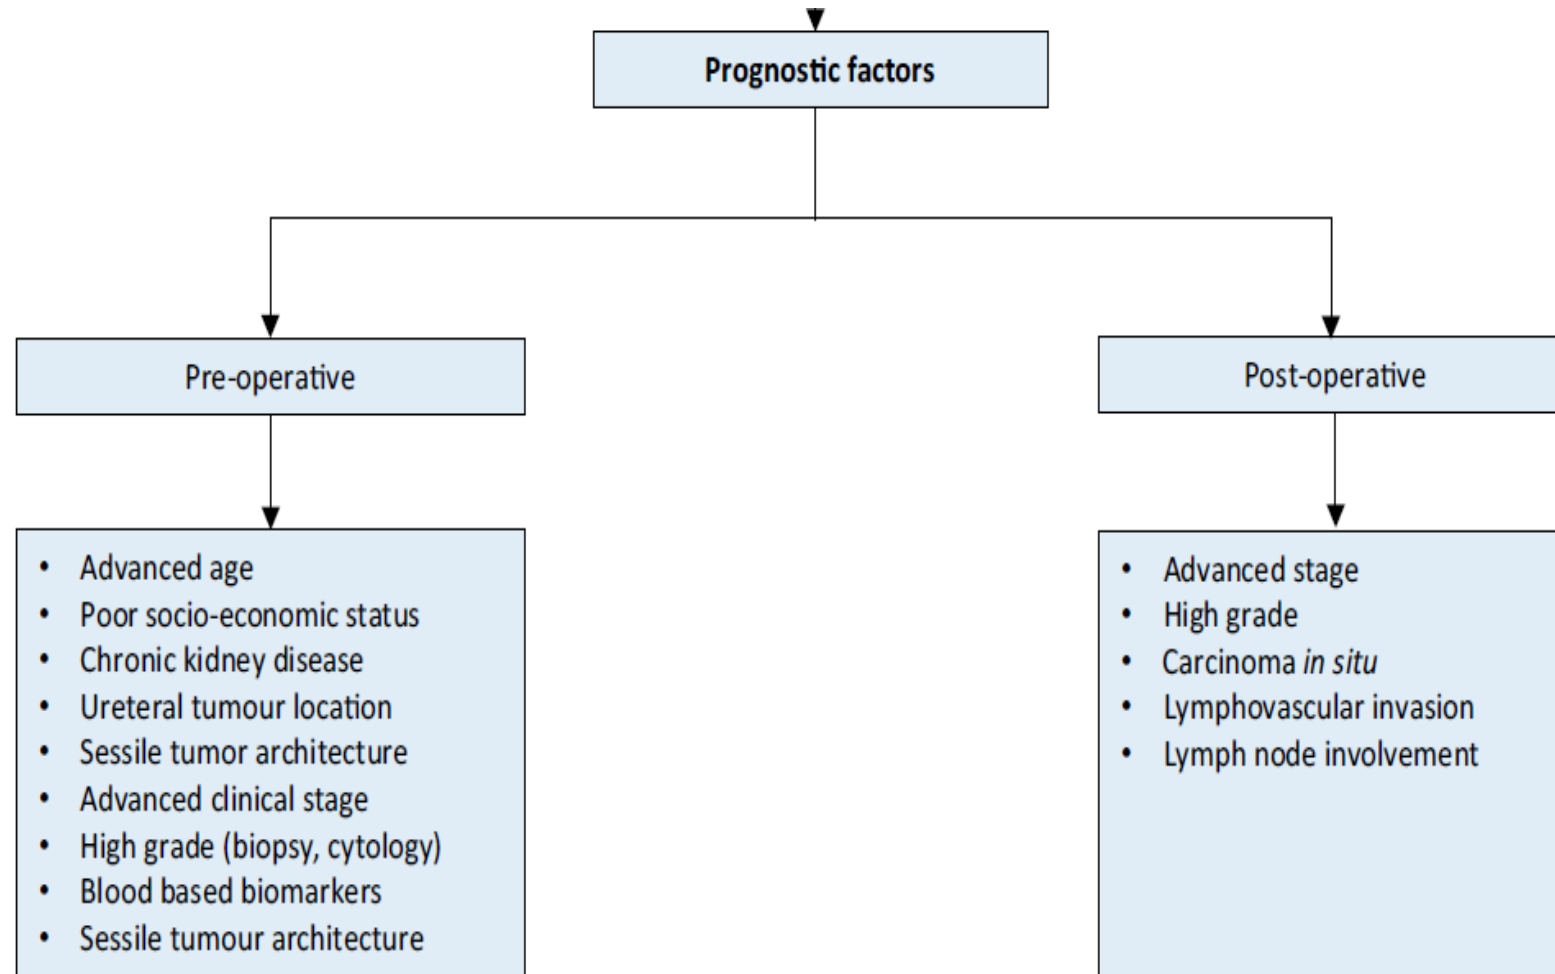 Prognostic factors
Pre-operative
Post-operative
• Advanced age
• Poor socio-economic status
• Chronic kidney disease
• Ureteral tumour location
• Sessile tumor architecture
• Advanced clinical stage
• High grade (biopsy, cytology)
• Blood based biomarkers
• Sessile tumour architecture
• Advanced stage
• High grade
• Carcinoma in situ
• Lymphovascular invasion
• Lymph node involvement